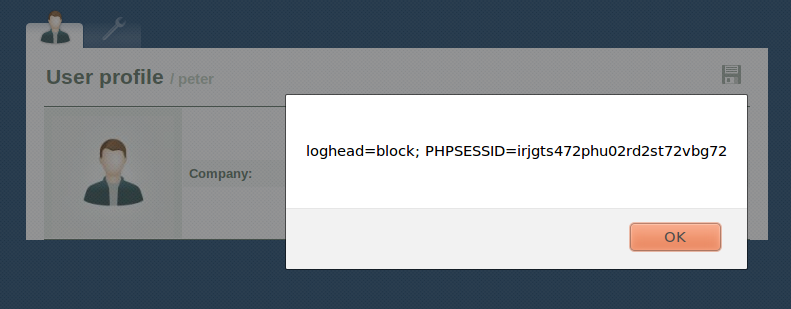 User profile / peter
loghead=block; PHPSESSID=irjgts472phu02rd2st72vbg72
Company:
OK